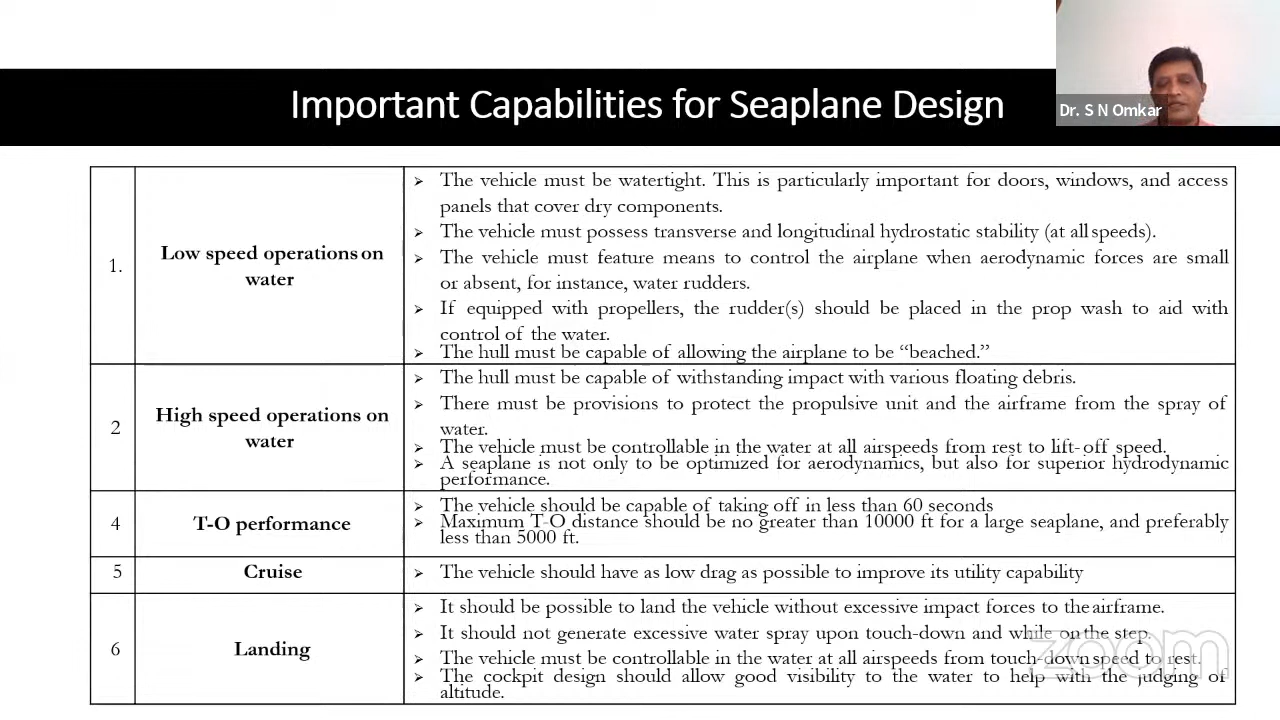 Important Capabilities for Seaplane Design
Dr. S N Omkar
1.
Low speed operations on
water
➢ The vehicle must be watertight. This is particularly important for doors, windows, and access
panels that cover dry components.
➢ The vehicle must possess transverse and longitudinal hydrostatic stability (at all speeds).
➢ The vehicle must feature means to control the airplane when aerodynamic forces are small
or absent, for instance, water rudders.
➢ If equipped with propellers, the rudder(s) should be placed in the prop wash to aid with
control of the water.
➢ The hull must be capable of allowing the airplane to be “beached.”
2
High speed operations on
water
➢ The hull must be capable of withstanding impact with various floating debris.
➢ There must be provisions to protect the propulsive unit and the airframe from the spray of
water.
➢ The vehicle must be controllable in the water at all airspeeds from rest to lift-off speed.
➢ A seaplane is not only to be optimized for aerodynamics, but also for superior hydrodynamic
performance.
4
T-O performance
➢ The vehicle should be capable of taking off in less than 60 seconds
➢ Maximum T-O distance should be no greater than 10000 ft for a large seaplane, and preferably
less than 5000 ft.
5
Cruise
➢ The vehicle should have as low drag as possible to improve its utility capability
6
Landing
➢ It should be possible to land the vehicle without excessive impact forces to the airframe.
➢ It should not generate excessive water spray upon touch-down and while on the step.
➢ The vehicle must be controllable in the water at all airspeeds from touch-down speed to rest.
➢ The cockpit design should allow good visibility to the water to help with the judging of
altitude.
zoom